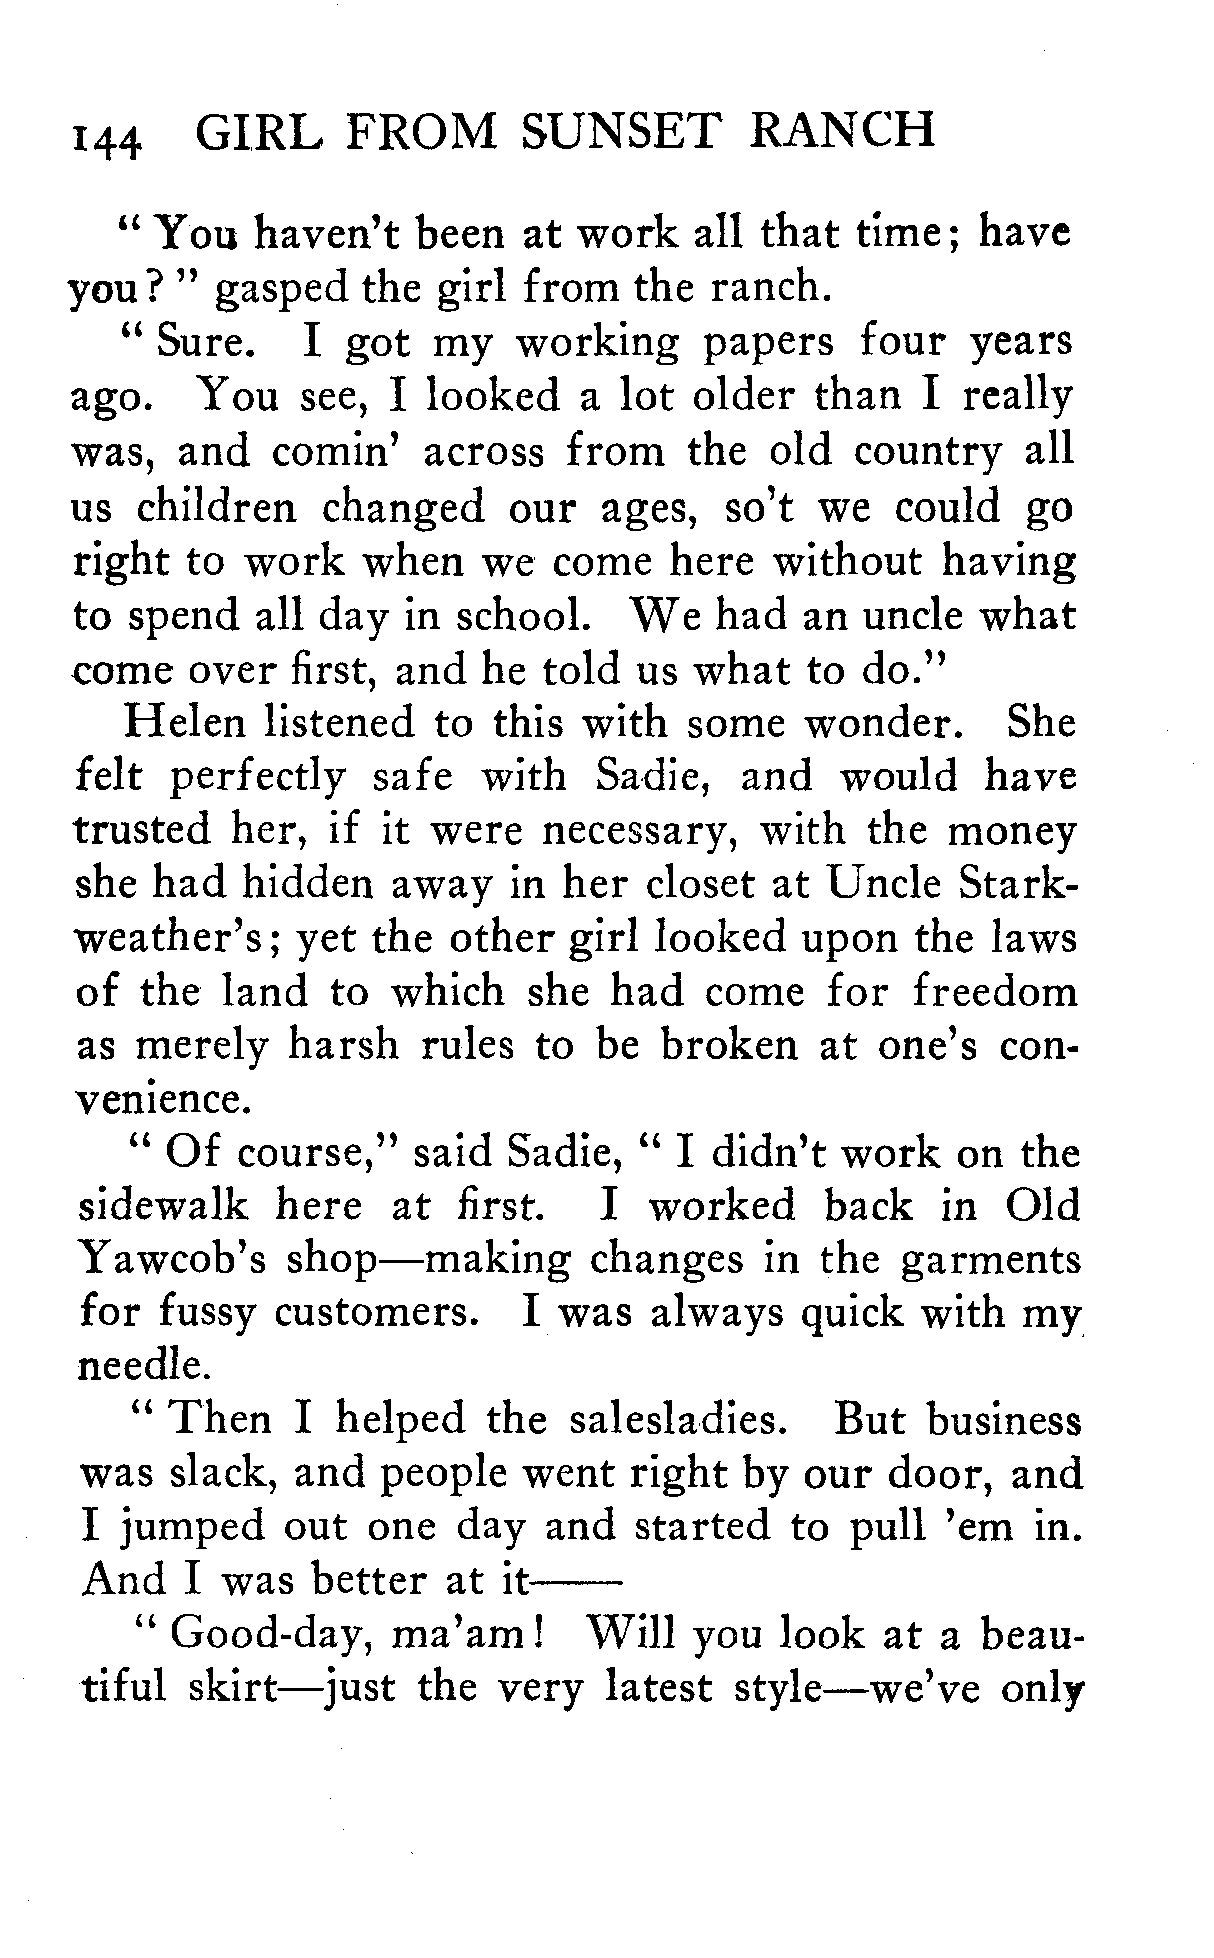 144 GIRL FROM SUNSET RANCH
" You haven't been at work all that time; have
you? " gasped the girl from the ranch.
" Sure. I got my working papers four years
ago. You see, I looked a lot older than I really
was, and comin' across from the old country all
us children changed our ages, so't we could go
right to work when we come here without having
to spend all day in school. We had an uncle what
come over first, and he told us what to do."
Helen listened to this with some wonder. She
felt perfectly safe with Sadie, and would have
trusted her, if it were necessary, with the money
she had hidden away in her closet at Uncle Stark-
weather's; yet the other girl looked upon the laws
of the land to which she had come for freedom
as merely harsh rules to be broken at one's con-
venience.
" Of course," said Sadie, " I didn't work on the
sidewalk here at first. I worked back in Old
Yawcob's shop—making changes in the garments
for fussy customers. I was always quick with my
needle.
" Then I helped the salesladies. But business
was slack, and people went right by our door, and
I jumped out one day and started to pull 'em in.
And I was better at it——
" Good-day, ma'am! Will you look at a beau-
tiful skirt—just the very latest style—we've only